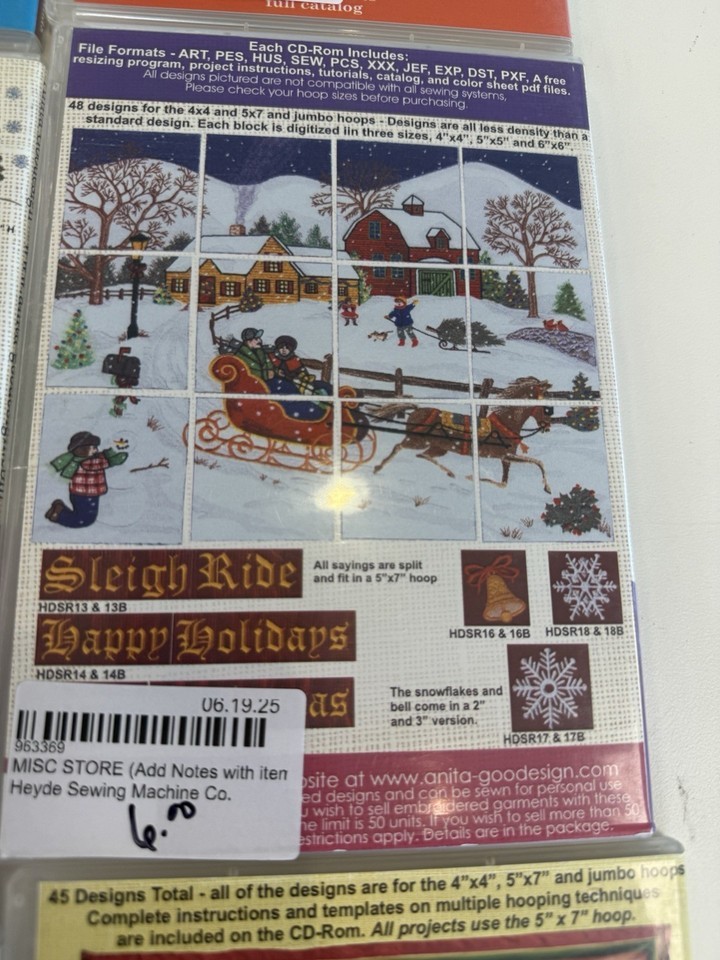 full catalog
Each CD-Rom Includes:
File Formats - ART, PES, HUS, SEW, PCS, XXX, JEF, EXP, DST, PXF, A free
resizing program, project instructions, tutorials, catalog, and color sheet pdf files.
All designs pictured are not compatible with all sewing systems,
Please check your hoop sizes before purchasing.
48 designs for the 4x4 and 5x7 and jumbo hoops - Designs are all less density than a
standard design. Each block is digitized iin three sizes, 4"x4", 5"x5" and 6"x6".
Sleigh Ride
All sayings are split
and fit in a 5"x7" hoop
HDSR13 & 13B
HDSR16 & 16B
HDSR18 & 18B
Happy Holidays
HDSR14 & 14B
as
The snowflakes and
bell come in a 2"
and 3" version.
HDSR17 & 17B
06.19.25
963369
MISC STORE (Add Notes with iten
Heyde Sewing Machine Co.
6.00
site at www.anita-goodesign.com
ed designs and can be sewn for personal use
u wish to sell embroidered garments with these
he limit is 50 units. If you wish to sell more than 50
estrictions apply. Details are in the package.
45 Designs Total - all of the designs are for the 4"x4", 5"x7" and jumbo hoops
Complete instructions and templates on multiple hooping techniques
are included on the CD-Rom. All projects use the 5" x 7" hoop.